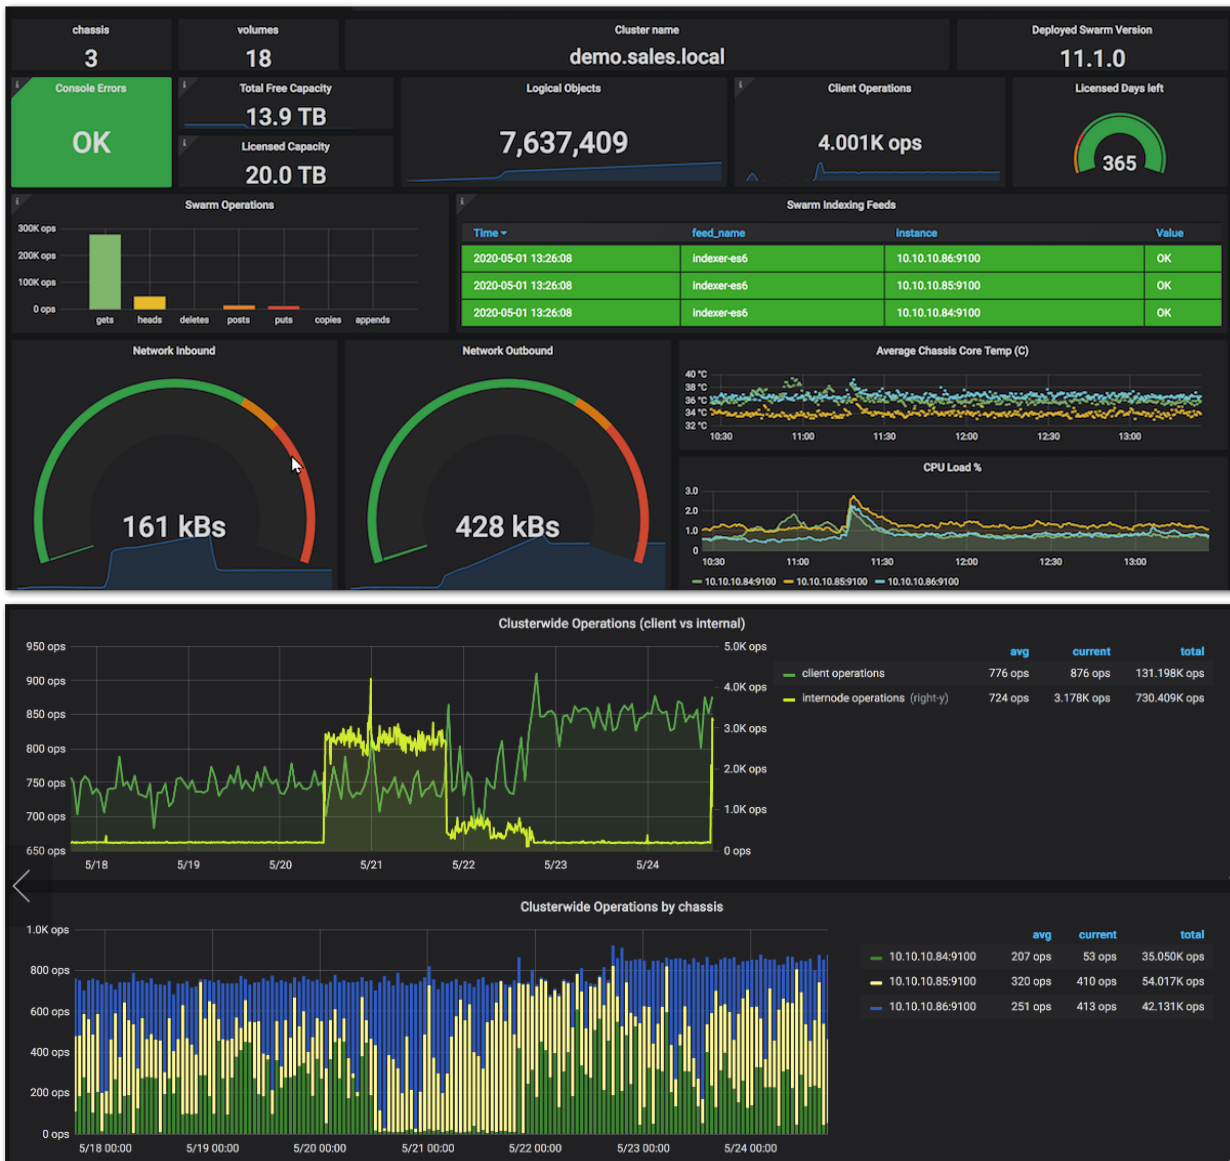 chassis
3
volumes
18
Cluster name
demo.sales.local
Deployed Swarm Version
11.1.0
Console Errors
OK
Total Free Capacity
13.9 TB
Licensed Capacity
20.0 TB
Logical Objects
7,637,409
Client Operations
4.001K ops
Licensed Days left
365
Swarm Operations
300K ops
200K ops
100K ops
0 ops
gets heads deletes posts puts copies appends
Swarm Indexing Feeds
Time feed_name instance Value
2020-05-01 13:26:08 indexer-es6 10.10.10.86:9100 OK
2020-05-01 13:26:08 indexer-es6 10.10.10.85:9100 OK
2020-05-01 13:26:08 indexer-es6 10.10.10.84:9100 OK
Network Inbound
161 kBs
Network Outbound
428 kBs
Average Chassis Core Temp (C)
40 °C
38 °C
36 °C
34 °C
32 °C
10:30 11:00 11:30 12:00 12:30 13:00
CPU Load %
3.0
2.0
1.0
0
10:30 11:00 11:30 12:00 12:30 13:00
10.10.10.84:9100 10.10.10.85:9100 10.10.10.86:9100
Clusterwide Operations (client vs internal)
950 ops
900 ops
850 ops
800 ops
750 ops
700 ops
650 ops
5.0K ops
4.0K ops
3.0K ops
2.0K ops
1.0K ops
0 ops
5/18 5/19 5/20 5/21 5/22 5/23 5/24
avg current total
client operations 776 ops 876 ops 131.198K ops
internode operations (right-y) 724 ops 3.178K ops 730.409K ops
Clusterwide Operations by chassis
1.0K ops
800 ops
600 ops
400 ops
200 ops
0 ops
5/18 00:00 5/19 00:00 5/20 00:00 5/21 00:00 5/22 00:00 5/23 00:00 5/24 00:00
avg current total
10.10.10.84:9100 207 ops 53 ops 35.050K ops
10.10.10.85:9100 320 ops 410 ops 54.017K ops
10.10.10.86:9100 251 ops 413 ops 42.131K ops